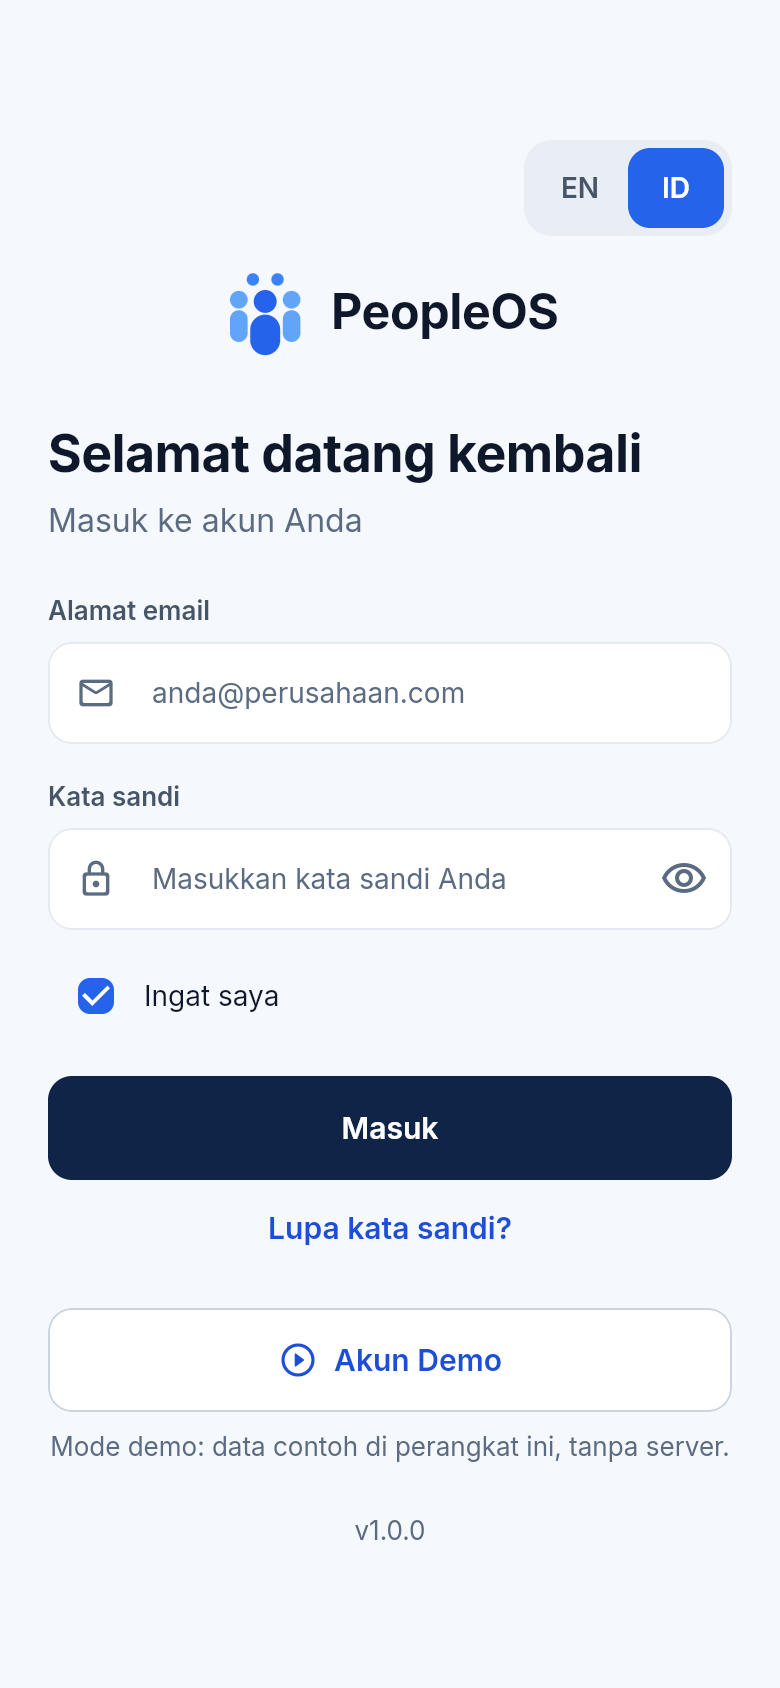 EN ID
PeopleOS
Selamat datang kembali
Masuk ke akun Anda
Alamat email
anda@perusahaan.com
Kata sandi
Masukkan kata sandi Anda
Ingat saya
Masuk
Lupa kata sandi?
Akun Demo
Mode demo: data contoh di perangkat ini, tanpa server.
v1.0.0